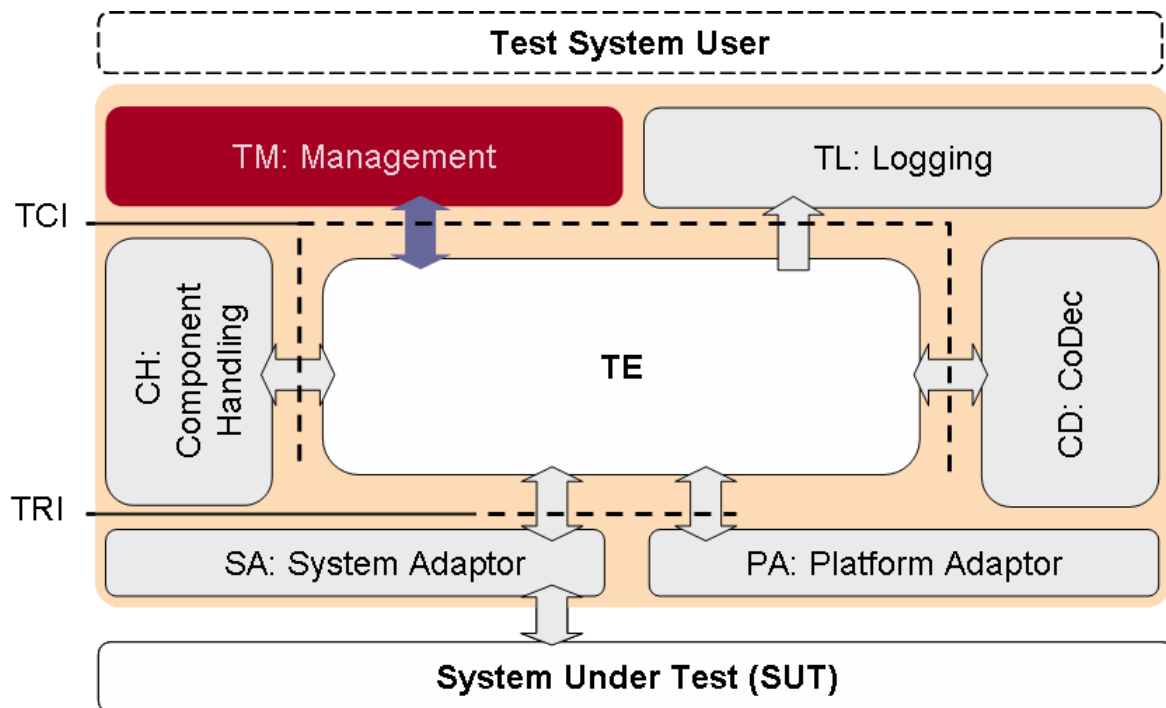 Test System User
TM: Management
TL: Logging
TCI
CH:
Component
Handling
TE
CD: CoDec
TRI
SA: System Adaptor
PA: Platform Adaptor
System Under Test (SUT)